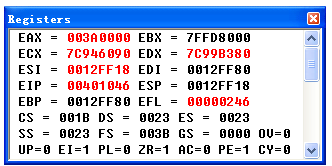 Registers
EAX = 003A0000 EBX = 7FFD8000
ECX = 7C946090 EDX = 7C99B380
ESI = 0012FF18 EDI = 0012FF80
EIP = 00401046 ESP = 0012FF18
EBP = 0012FF80 EFL = 00000246
CS = 001B DS = 0023 ES = 0023
SS = 0023 FS = 003B GS = 0000 OV=0
UP=0 EI=1 PL=0 ZR=1 AC=0 PE=1 CY=0